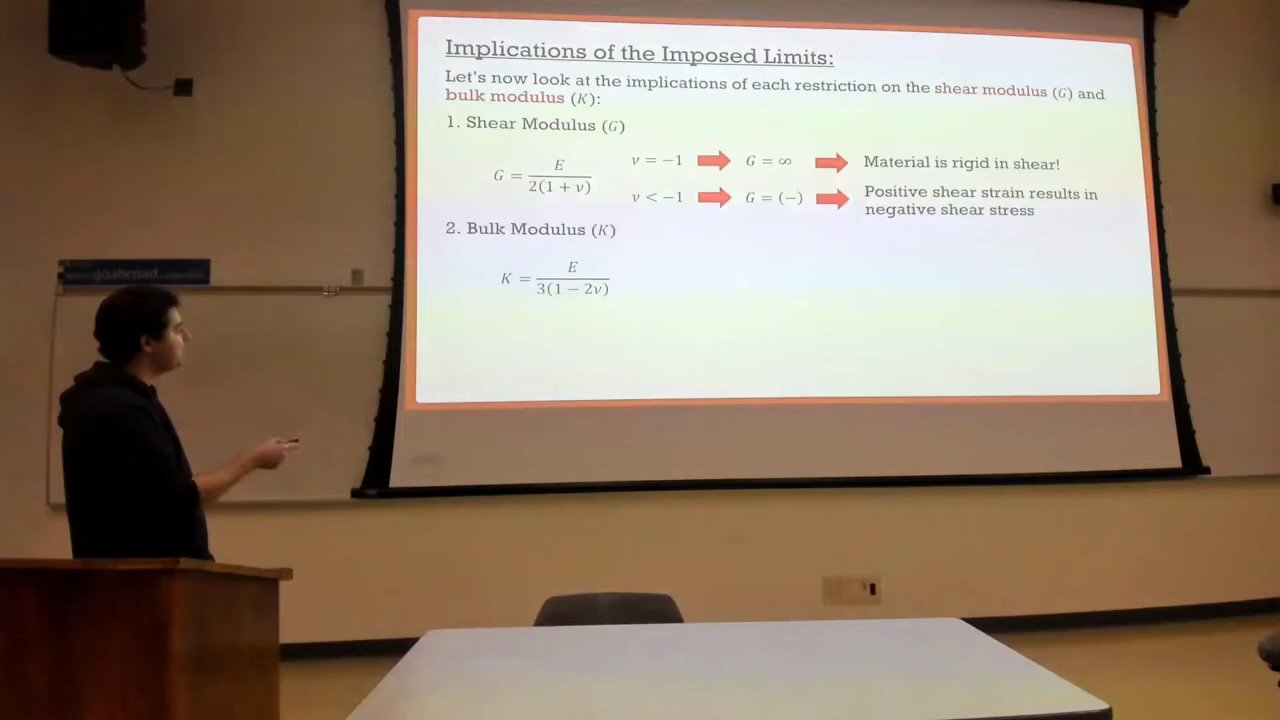 Implications of the Imposed Limits:
Let's now look at the implications of each restriction on the shear modulus (G) and
bulk modulus (K):
1. Shear Modulus (G)
G = E / 2(1 + ν)
ν = −1 G = ∞ Material is rigid in shear!
ν < −1 G = (−) Positive shear strain results in
negative shear stress
2. Bulk Modulus (K)
K = E / 3(1 − 2ν)
goabroad